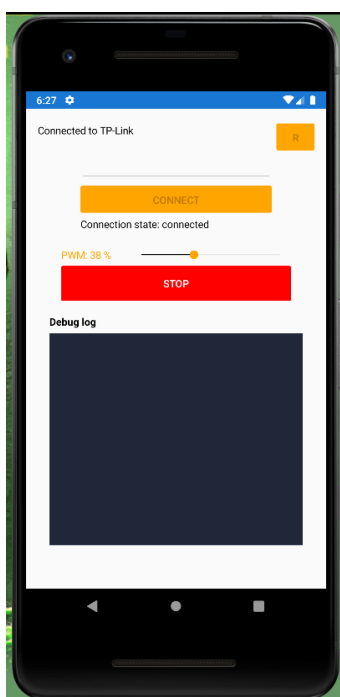 6:27
Connected to TP-Link
R
CONNECT
Connection state: connected
PWM: 38 %
STOP
Debug log